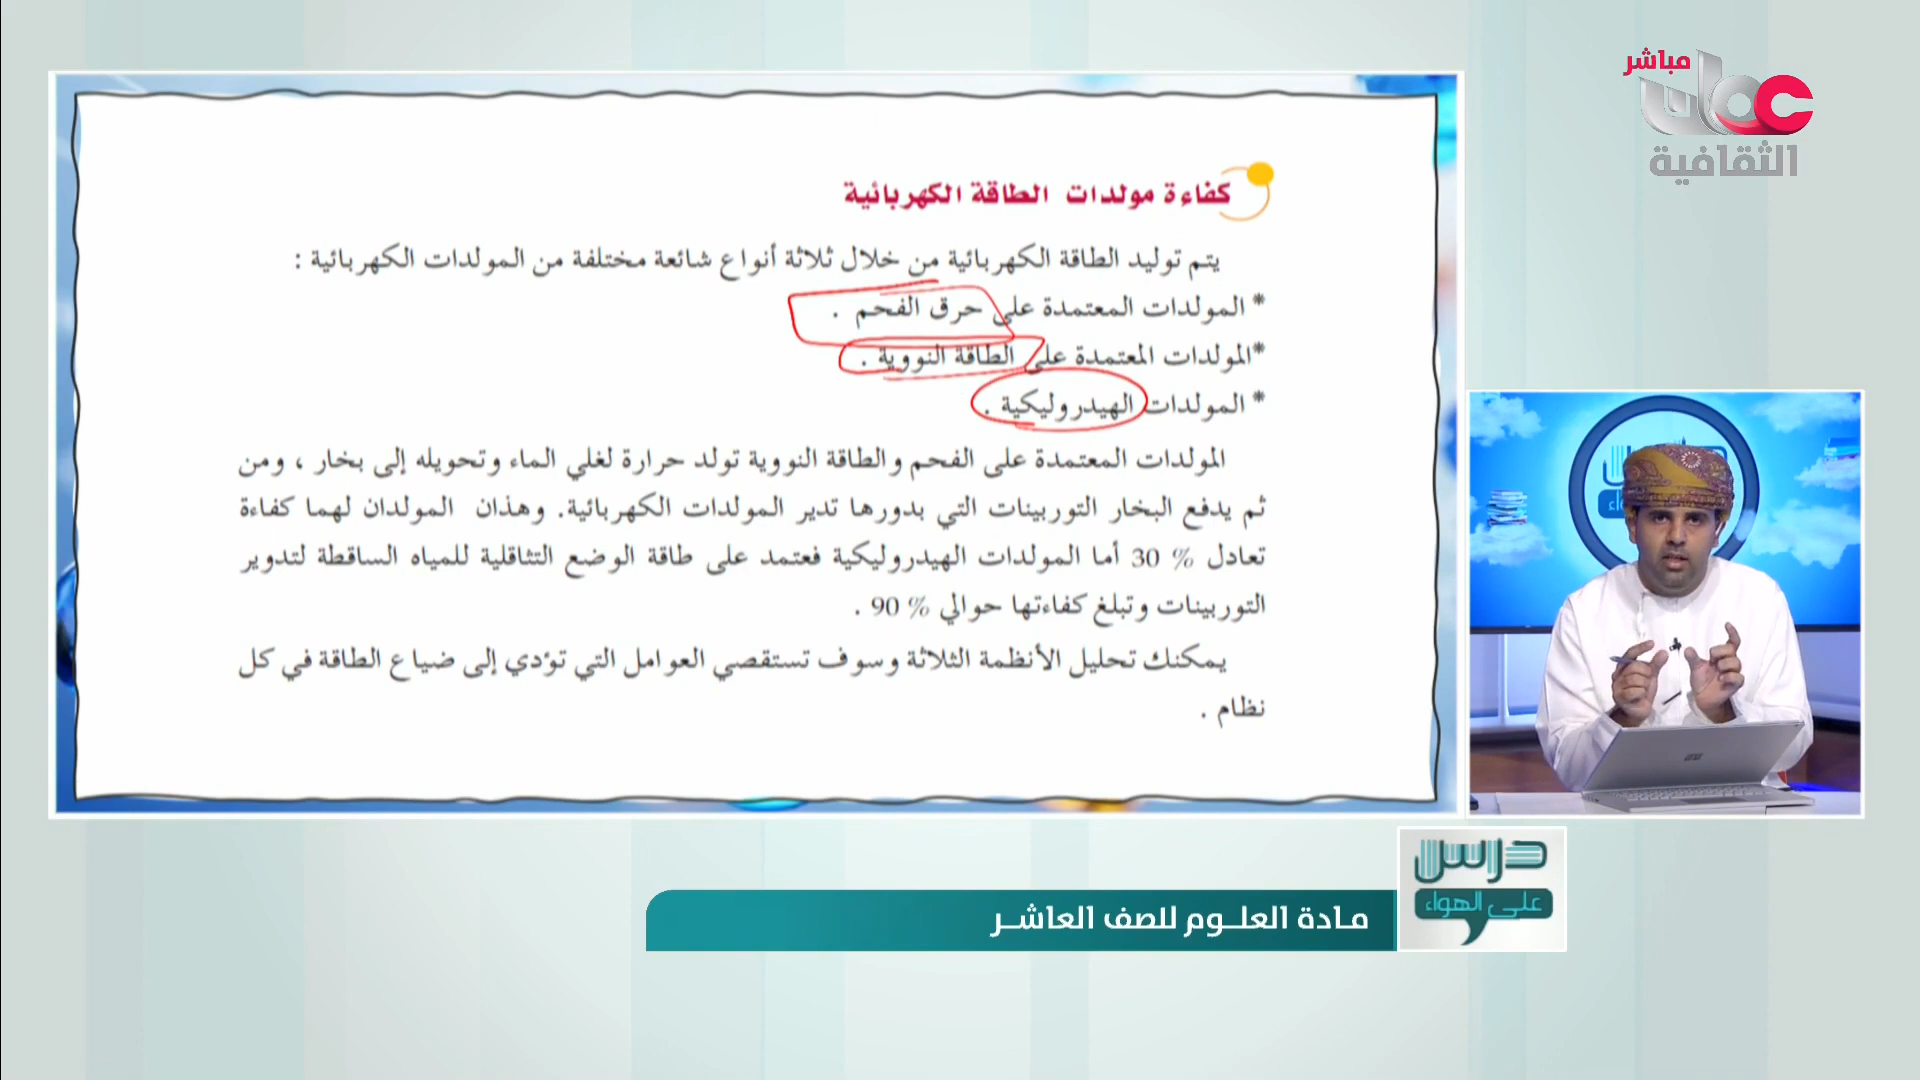 مباشر
عمان
الثقافية
كفاءة مولدات الطاقة الكهربائية
يتم توليد الطاقة الكهربائية من خلال ثلاثة أنواع شائعة مختلفة من المولدات الكهربائية :
* المولدات المعتمدة على حرق الفحم .
*المولدات المعتمدة على الطاقة النووية .
* المولدات الهيدروليكية .
المولدات المعتمدة على الفحم والطاقة النووية تولد حرارة لغلي الماء وتحويله إلى بخار ، ومن
ثم يدفع البخار التوربينات التي بدورها تدير المولدات الكهربائية. وهذان المولدان لهما كفاءة
تعادل % 30 أما المولدات الهيدروليكية فعتمد على طاقة الوضع التثاقلية للمياه الساقطة لتدوير
التوربينات وتبلغ كفاءتها حوالي % 90 .
يمكنك تحليل الأنظمة الثلاثة وسوف تستقصي العوامل التي تؤدي إلى ضياع الطاقة في كل
نظام .
درس
على الهواء
مادة العلوم للصف العاشر